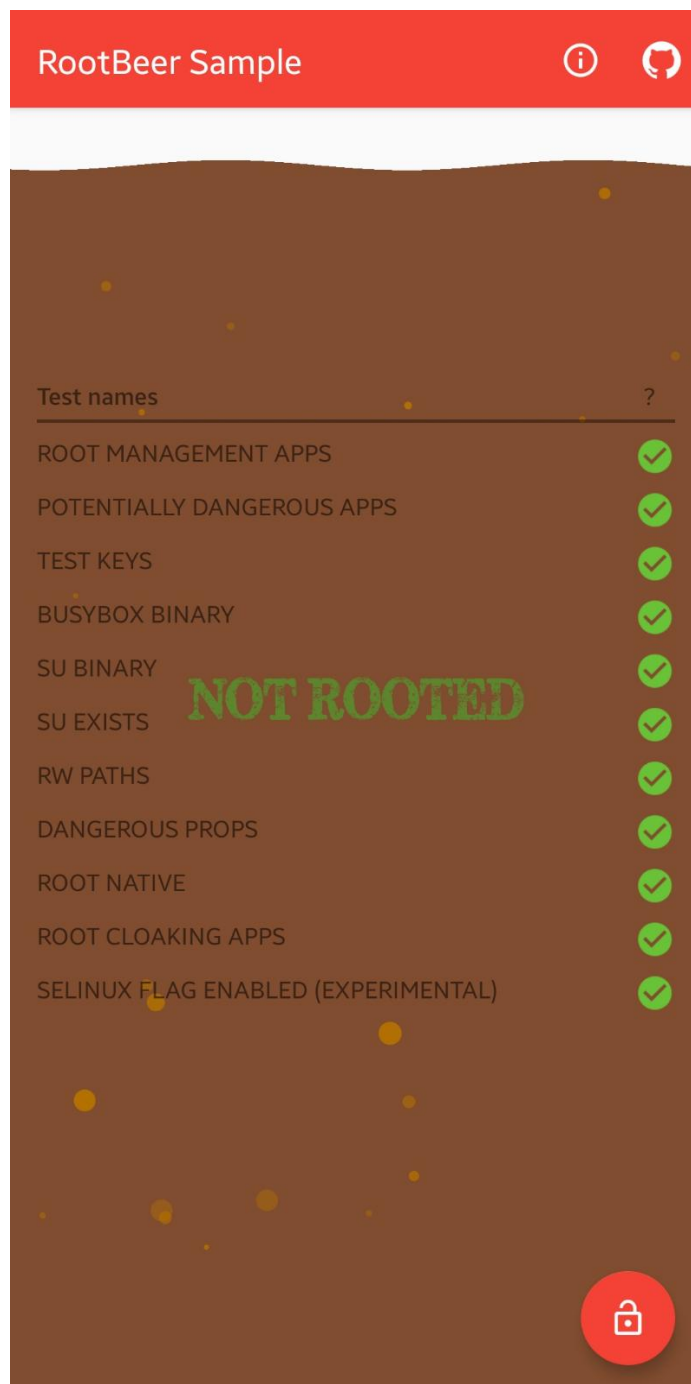 RootBeer Sample
Test names ?
ROOT MANAGEMENT APPS
POTENTIALLY DANGEROUS APPS
TEST KEYS
BUSYBOX BINARY
SU BINARY
NOT ROOTED
SU EXISTS
RW PATHS
DANGEROUS PROPS
ROOT NATIVE
ROOT CLOAKING APPS
SELINUX FLAG ENABLED (EXPERIMENTAL)